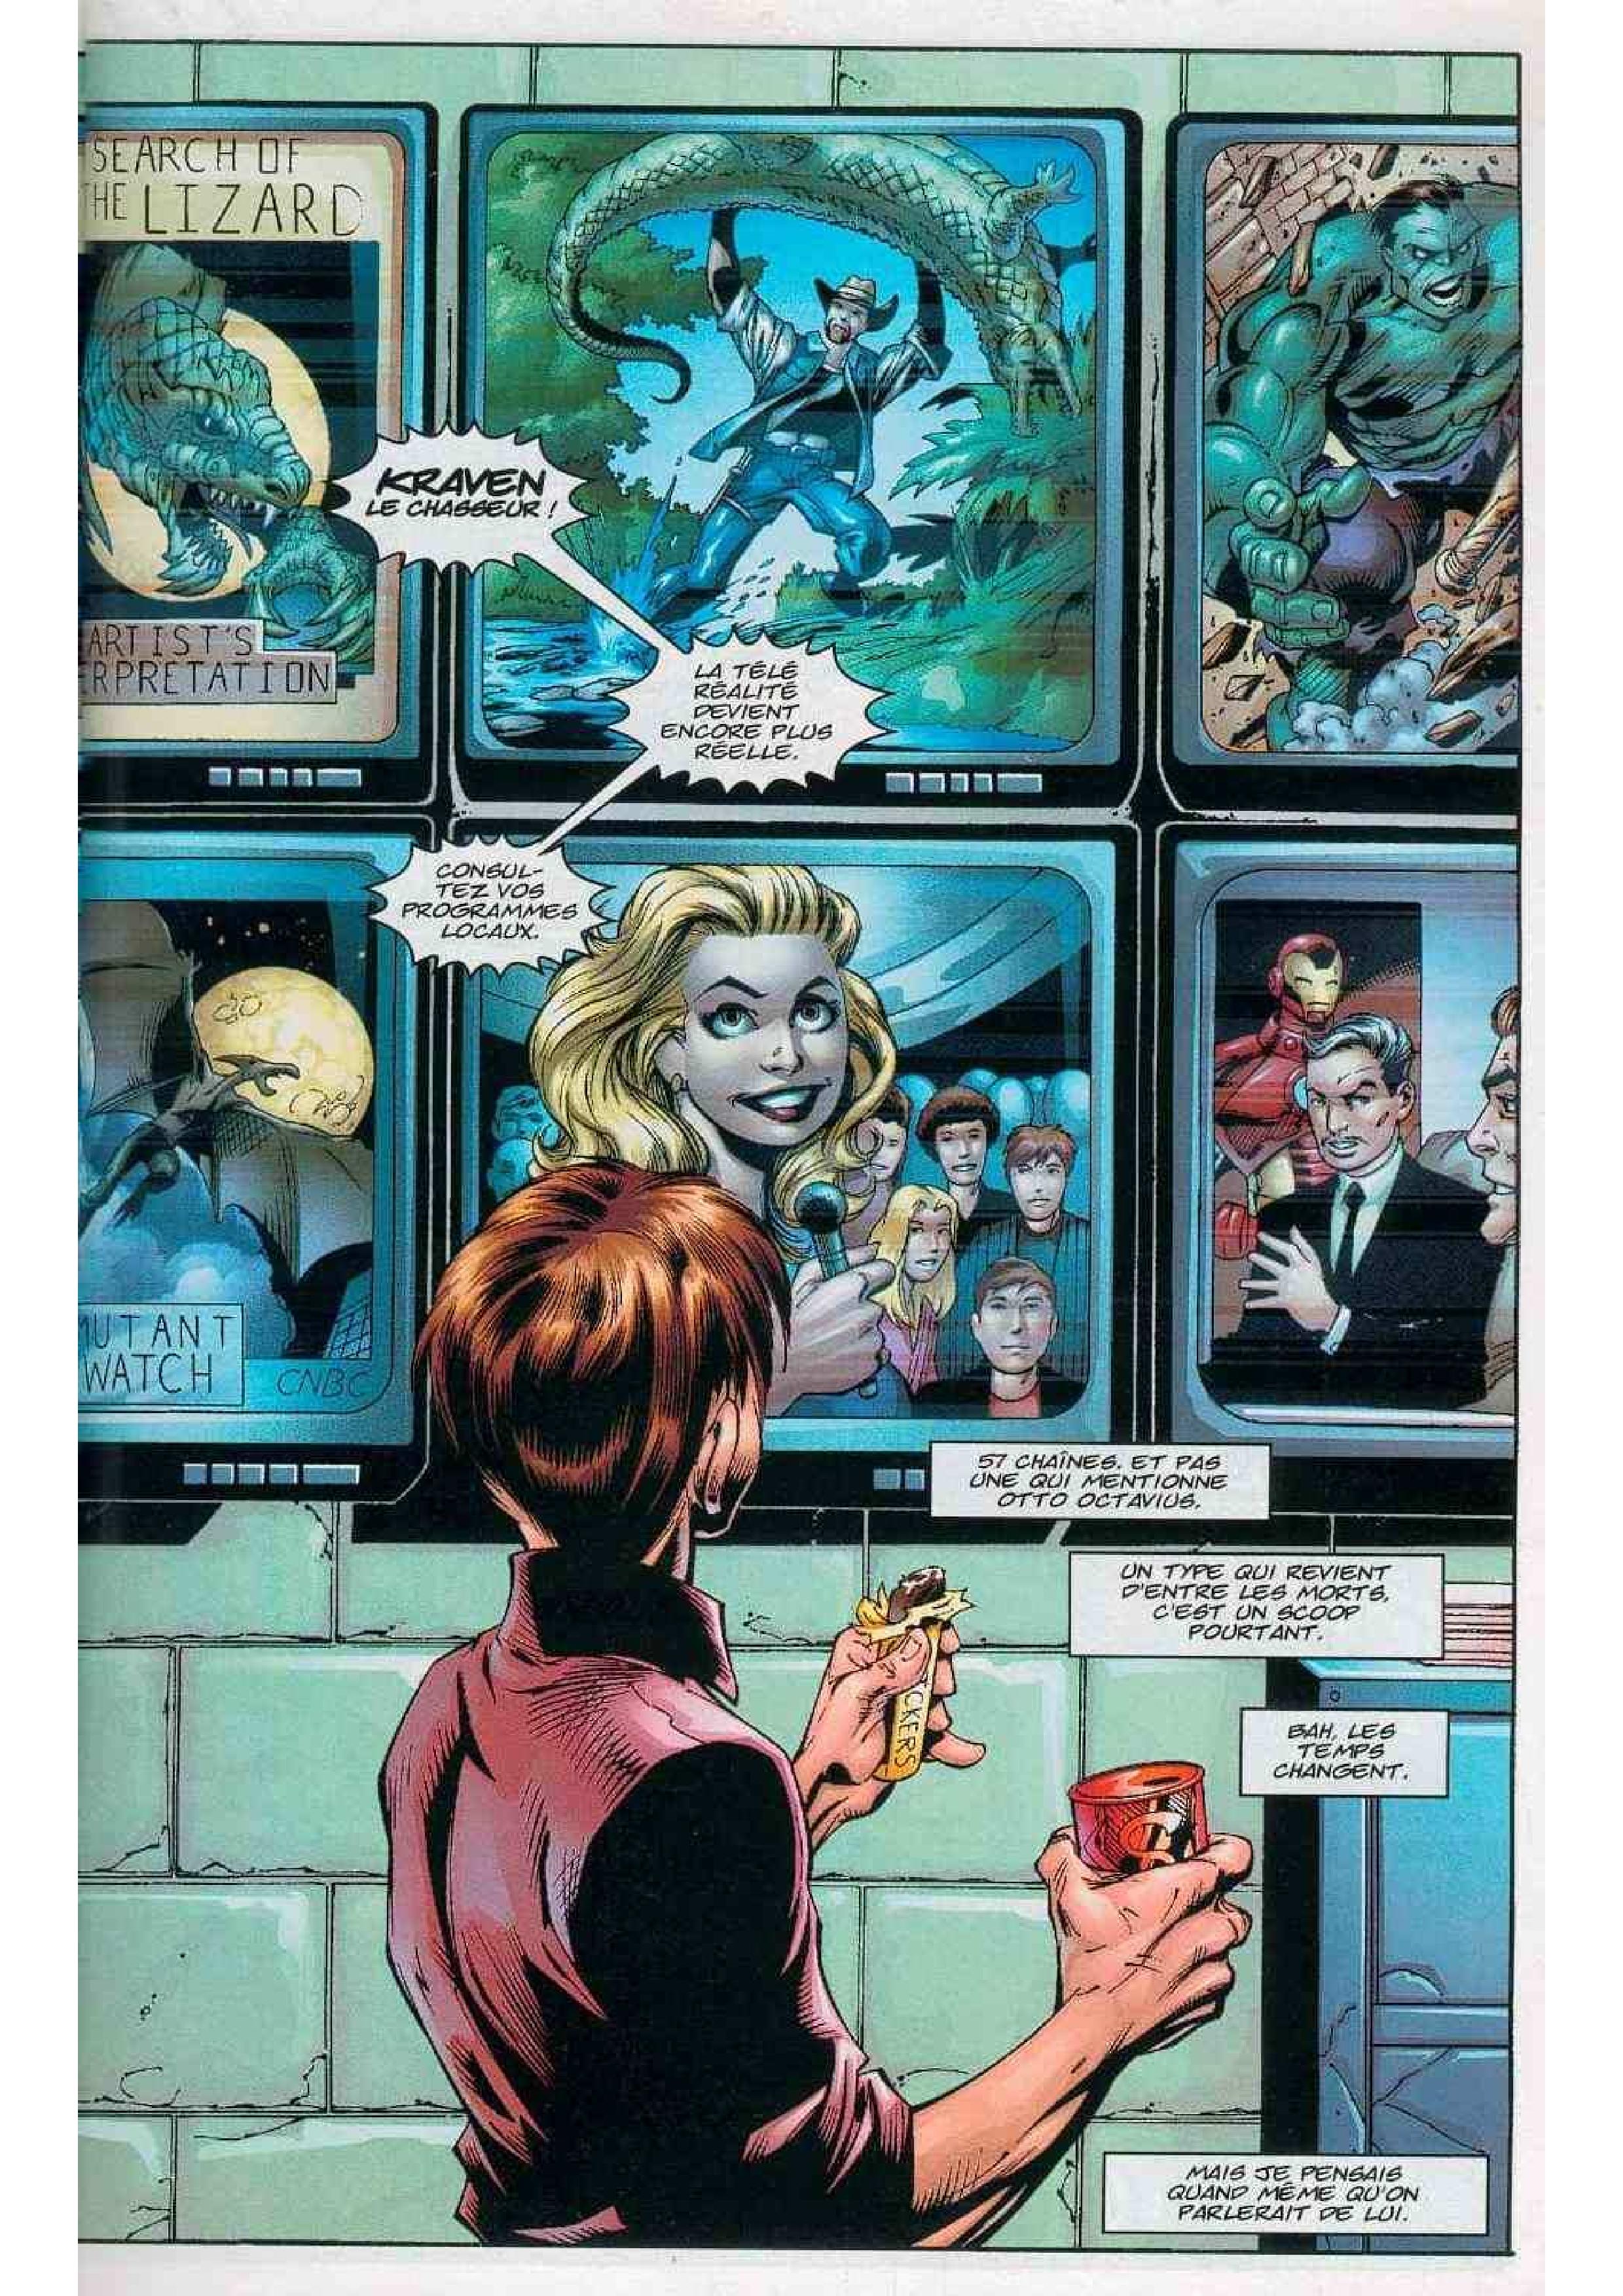 SEARCH OF
THE LIZARD
ARTIST'S
ERPRETATION
KRAVEN
LE CHASSEUR !
LA TÉLÉ
RÉALITÉ
DEVIENT
ENCORE PLUS
RÉELLE.
CONSUL-
TEZ VOS
PROGRAMMES
LOCAUX.
MUTANT
WATCH
CNBC
57 CHAÎNES. ET PAS
UNE QUI MENTIONNE
OTTO OCTAVIUS.
UN TYPE QUI REVIENT
D'ENTRE LES MORTS,
C'EST UN SCOOP
POURTANT.
CKERS
BAH, LES
TEMPS
CHANGENT.
MAIS JE PENSAIS
QUAND MÊME QU'ON
PARLERAIT DE LUI.